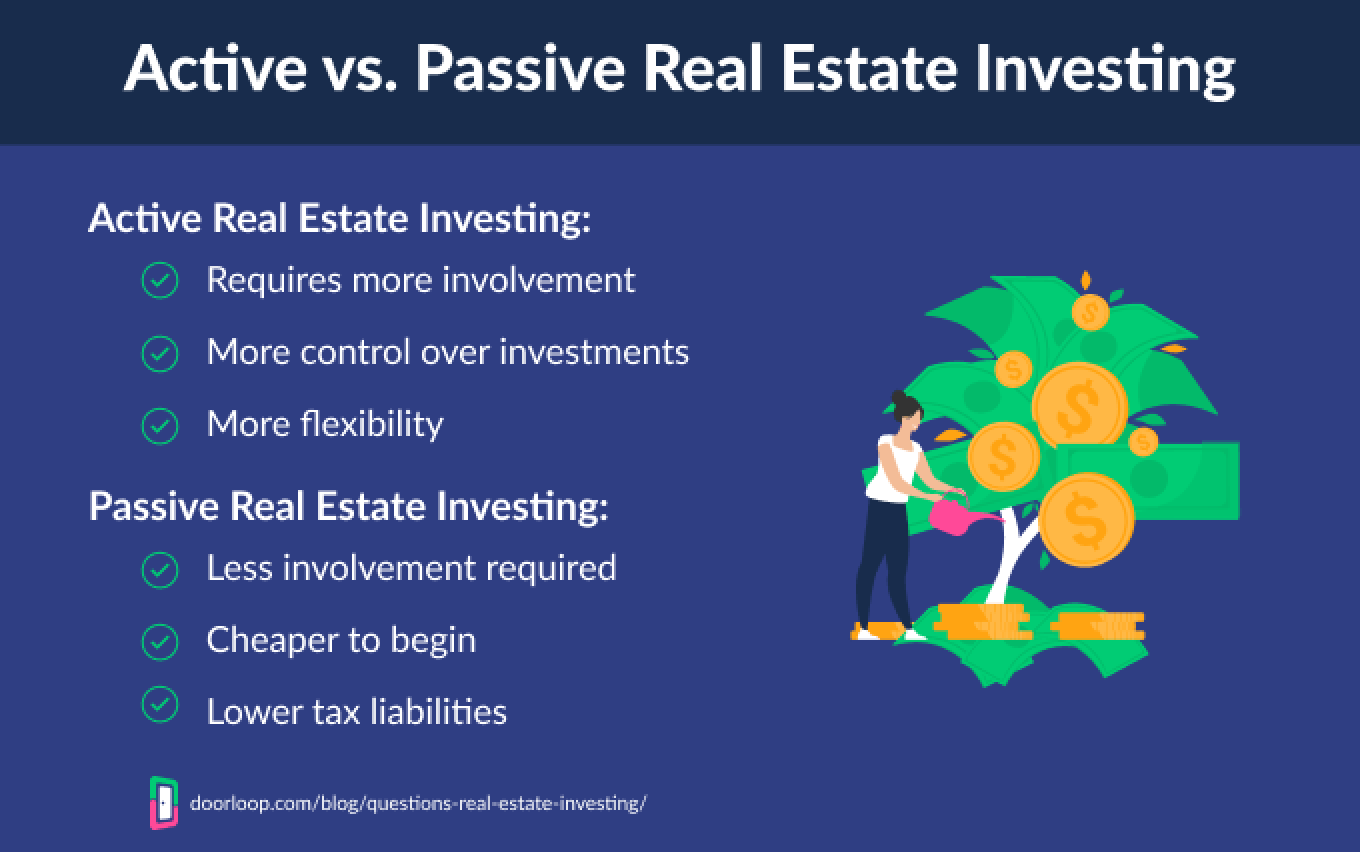 Active vs. Passive Real Estate Investing
Active Real Estate Investing:
Requires more involvement
More control over investments
More flexibility
Passive Real Estate Investing:
Less involvement required
Cheaper to begin
Lower tax liabilities
doorloop.com/blog/questions-real-estate-investing/
$
$
$
$
$
$